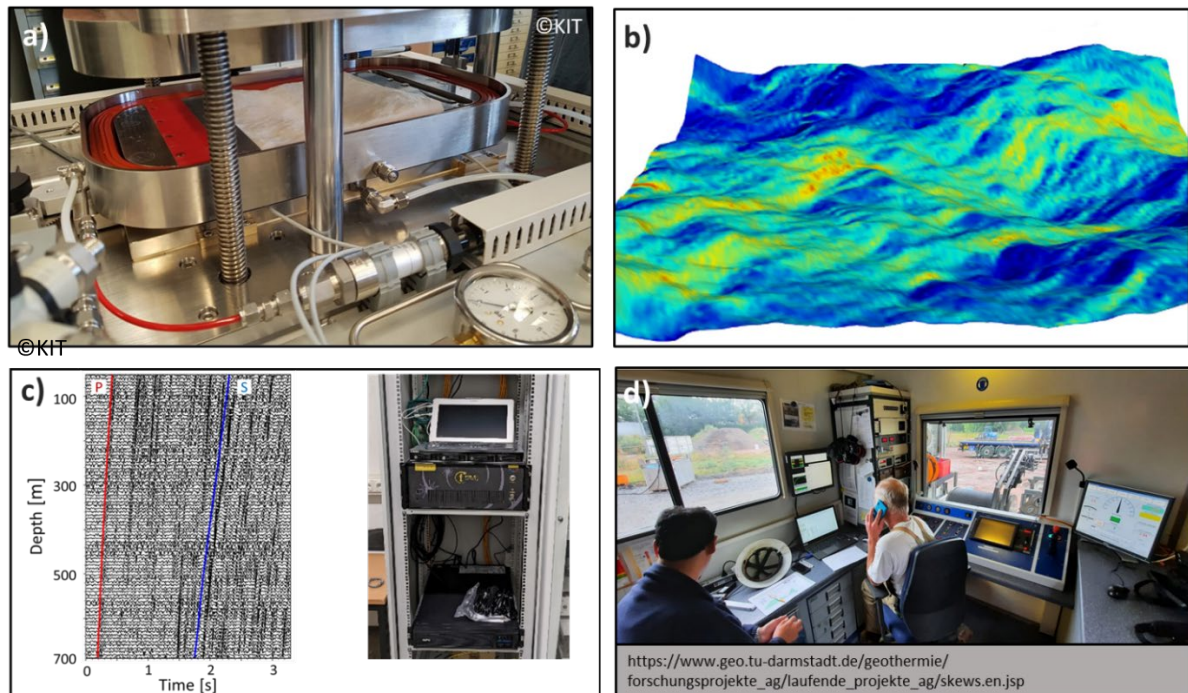 a)
©KIT
b)
©KIT
c)
P
S
100
300
500
700
Depth [m]
0
1
2
3
Time [s]
d)
https://www.geo.tu-darmstadt.de/geothermie/
forschungsprojekte_ag/laufende_projekte_ag/skews.en.jsp